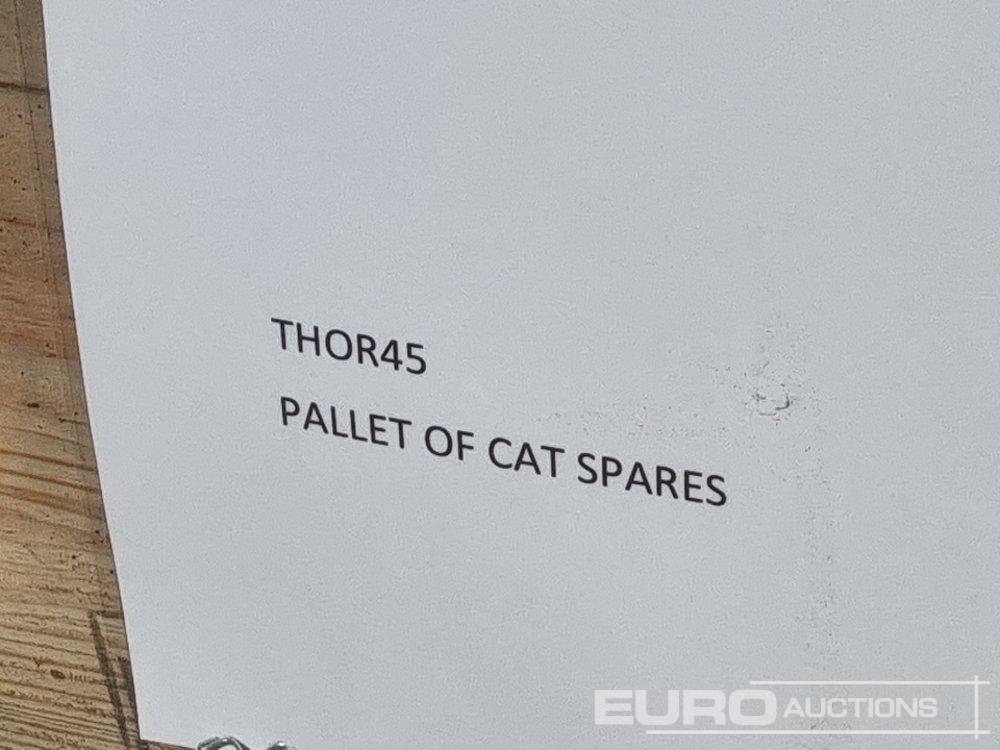 THOR45
PALLET OF CAT SPARES
EURO AUCTIONS